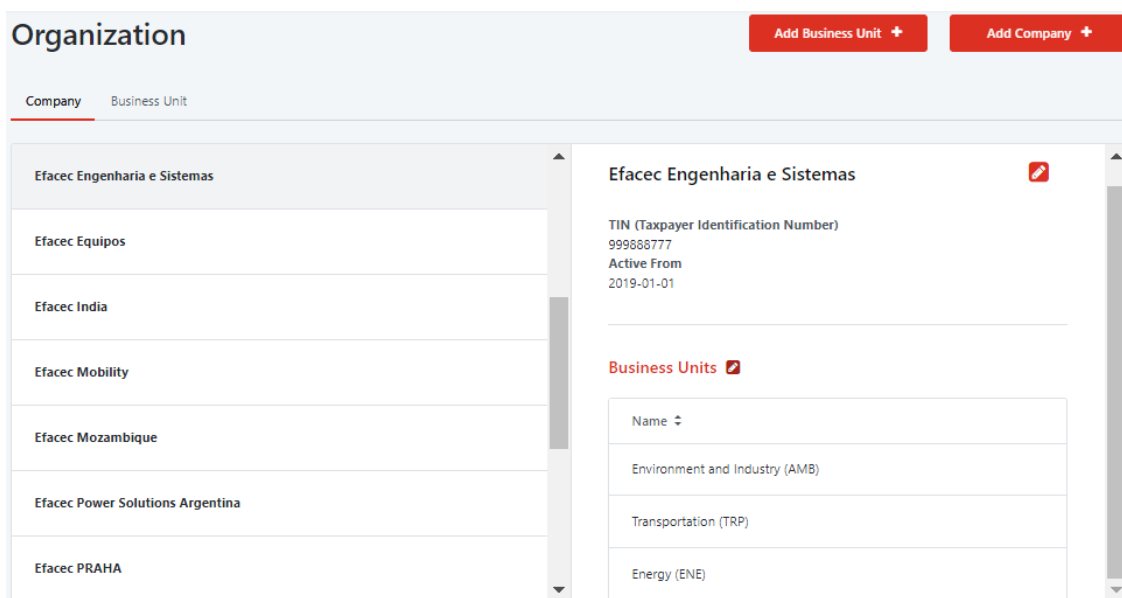 Organization
Add Business Unit +
Add Company +
Company
Business Unit
Efacec Engenharia e Sistemas
Efacec Equipos
Efacec India
Efacec Mobility
Efacec Mozambique
Efacec Power Solutions Argentina
Efacec PRAHA
Efacec Engenharia e Sistemas
TIN (Taxpayer Identification Number)
999888777
Active From
2019-01-01
Business Units
Name
Environment and Industry (AMB)
Transportation (TRP)
Energy (ENE)